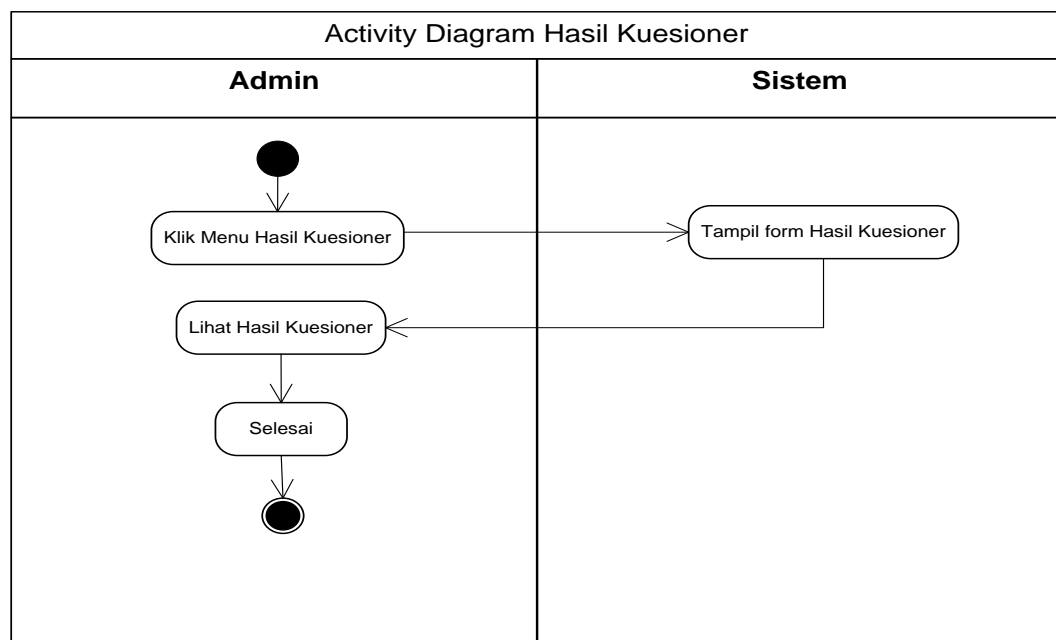 Activity Diagram Hasil Kuesioner
Admin
Sistem
Klik Menu Hasil Kuesioner
Tampil form Hasil Kuesioner
Lihat Hasil Kuesioner
Selesai